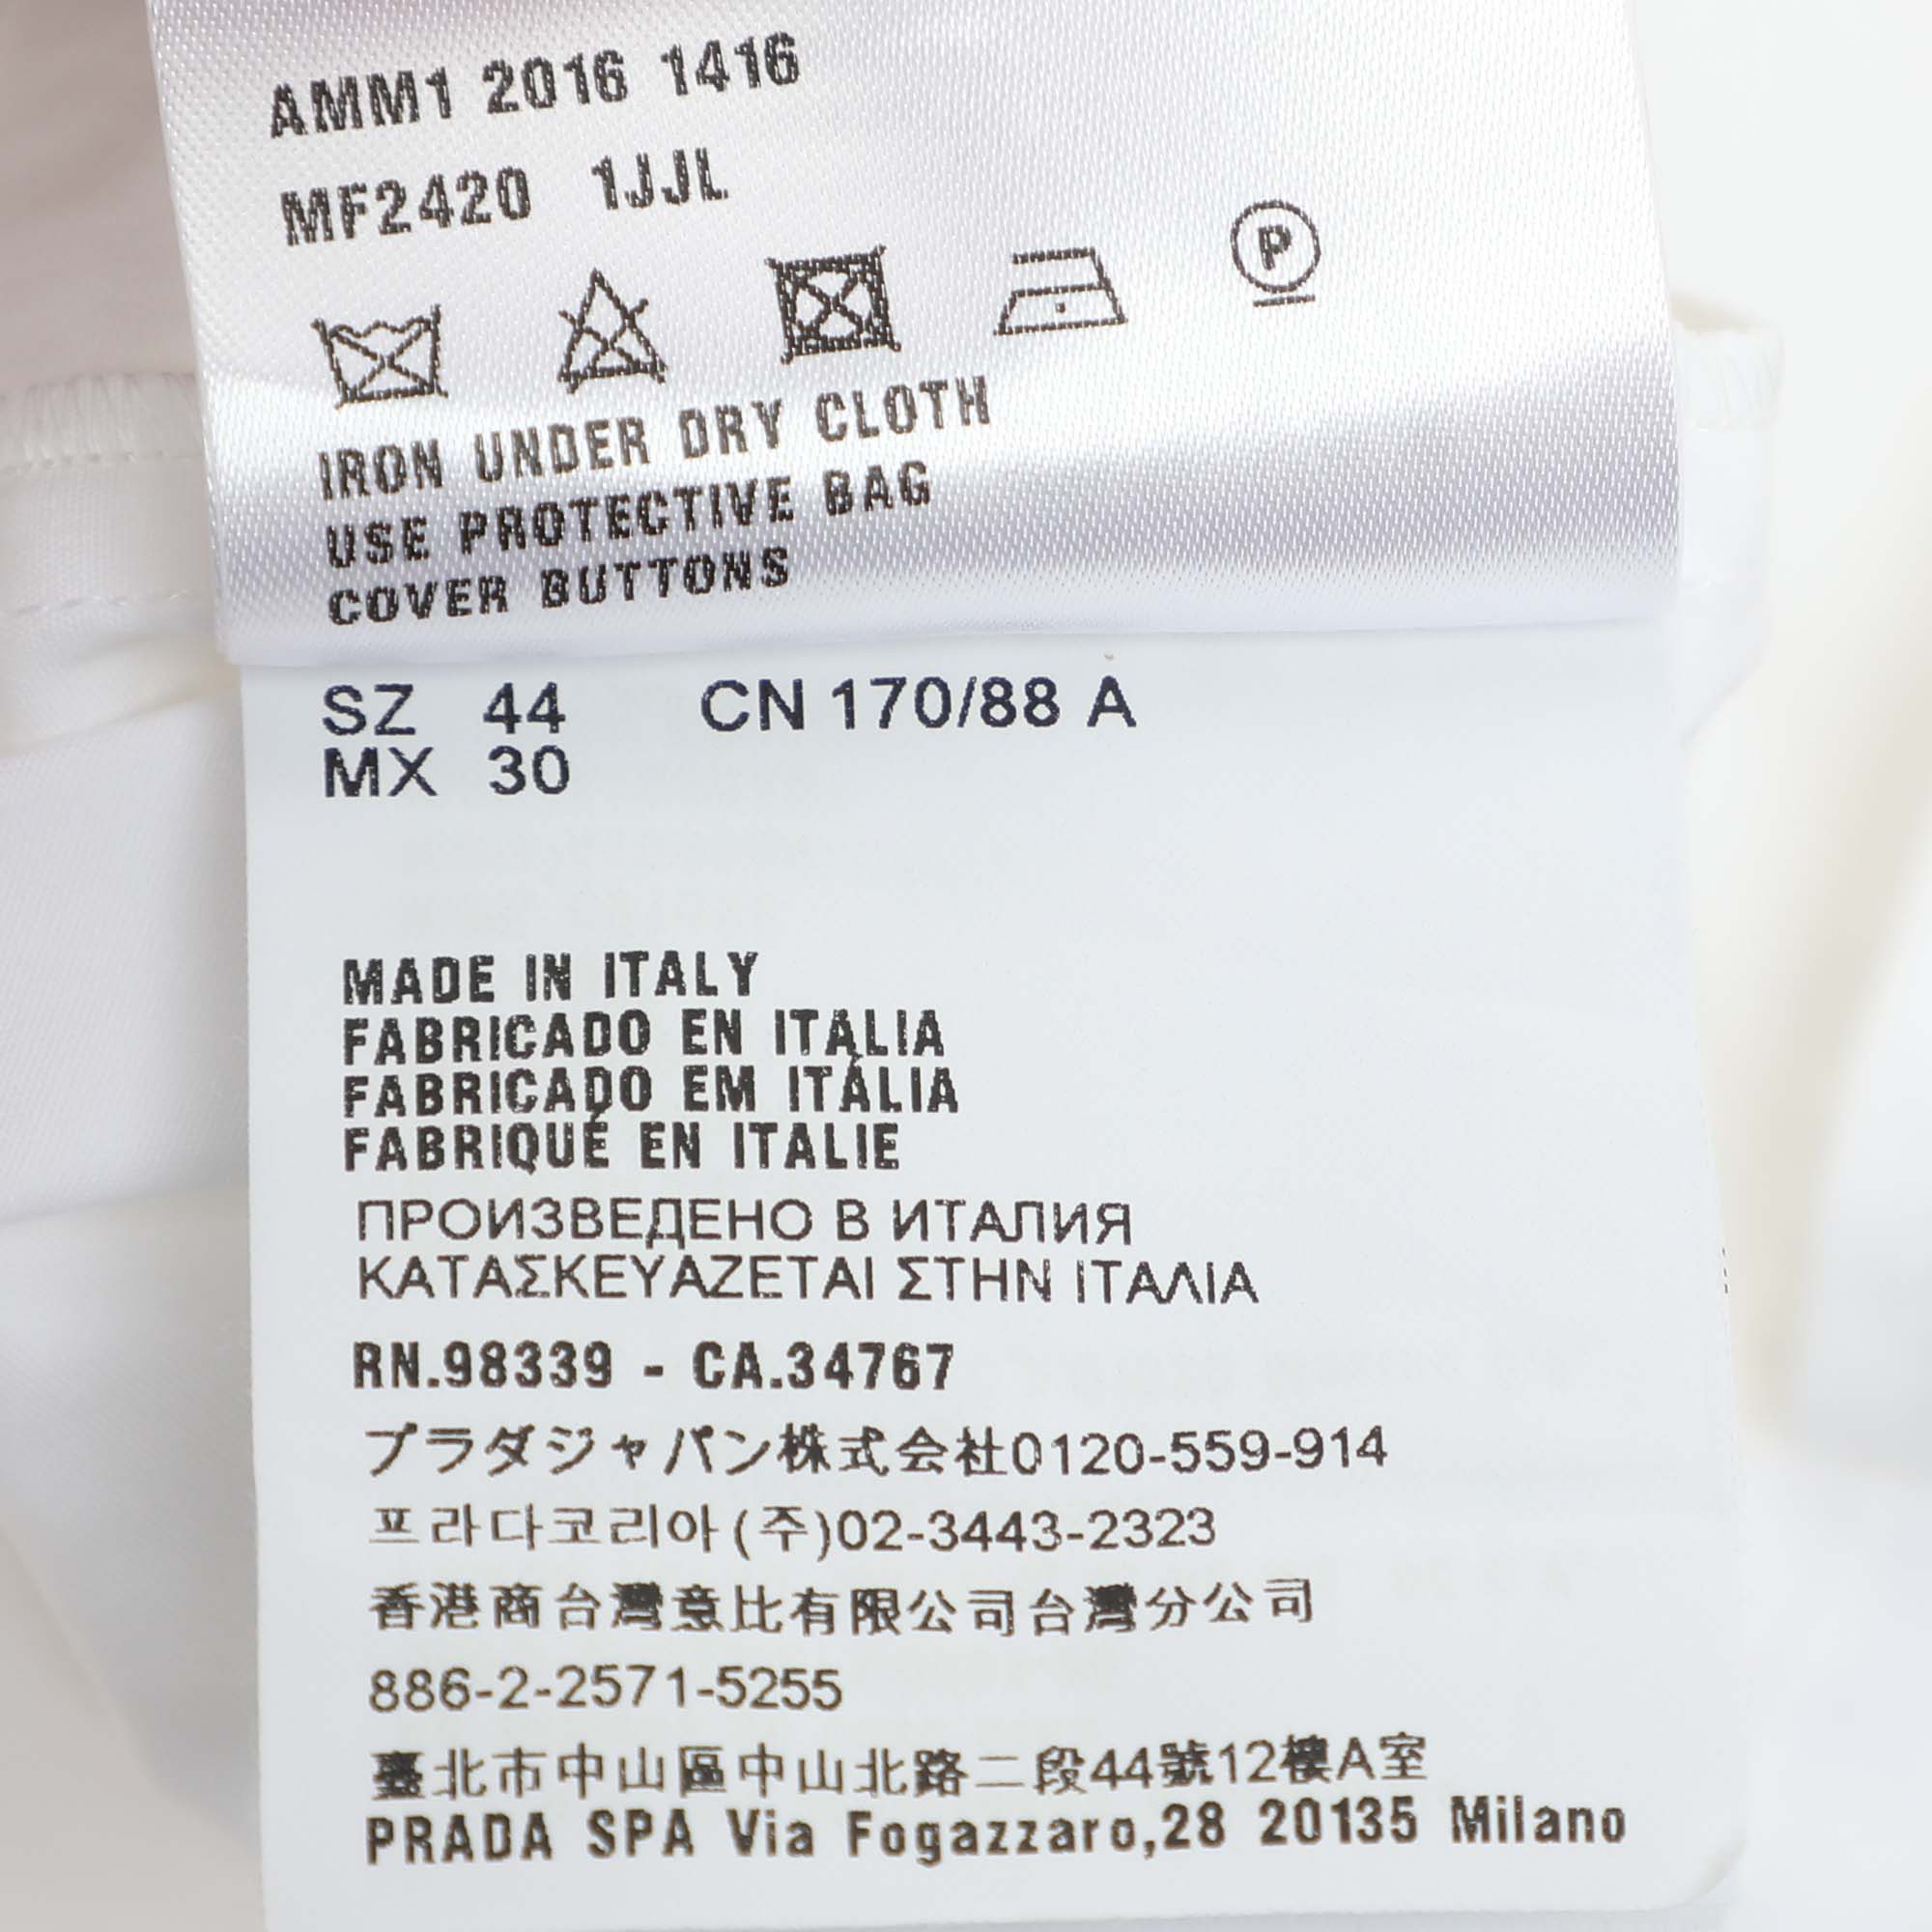 AMM1 2016 1416
MF2420 1JJL
P
IRON UNDER DRY CLOTH
USE PROTECTIVE BAG
COVER BUTTONS
SZ 44 CN 170/88 A
MX 30
MADE IN ITALY
FABRICADO EN ITALIA
FABRICADO EM ITÁLIA
FABRIQUÉ EN ITALIE
ПРОИЗВЕДЕНО В ИТАЛИЯ
ΚΑΤΑΣΚΕΥΑΖΕΤΑΙ ΣΤΗΝ ΙΤΑΛΙΑ
RN.98339 - CA.34767
プラダジャパン株式会社0120-559-914
프라다코리아(주)02-3443-2323
香港商台灣意比有限公司台灣分公司
886-2-2571-5255
臺北市中山區中山北路二段44號12樓A室
PRADA SPA Via Fogazzaro,28 20135 Milano